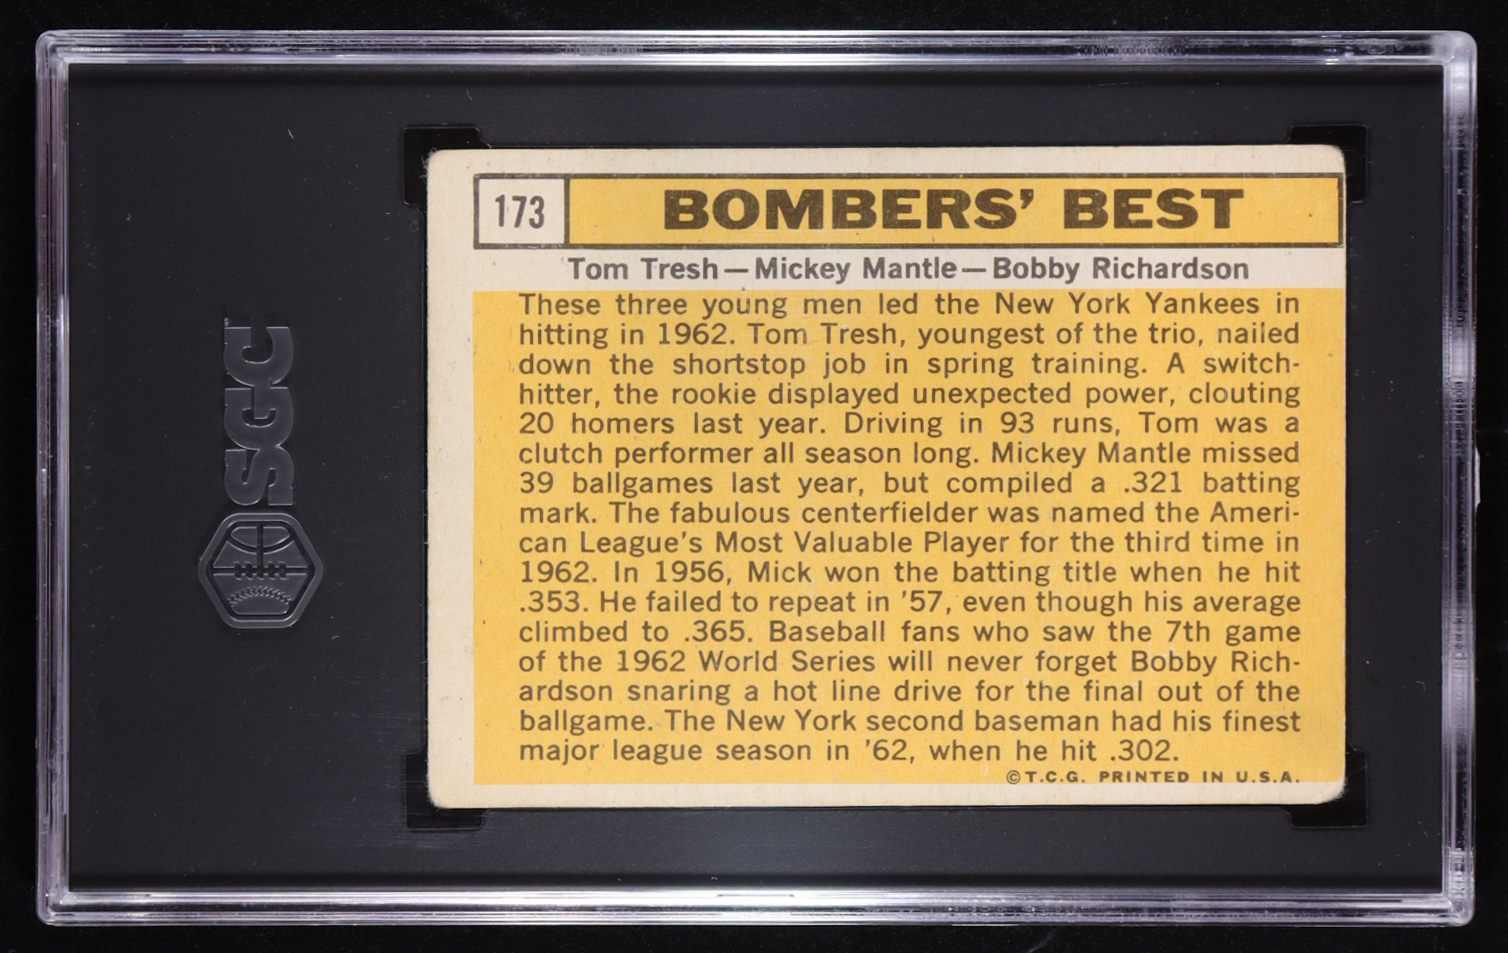 173
BOMBERS' BEST
Tom Tresh—Mickey Mantle—Bobby Richardson
These three young men led the New York Yankees in
hitting in 1962. Tom Tresh, youngest of the trio, nailed
down the shortstop job in spring training. A switch-
hitter, the rookie displayed unexpected power, clouting
20 homers last year. Driving in 93 runs, Tom was a
clutch performer all season long. Mickey Mantle missed
39 ballgames last year, but compiled a .321 batting
mark. The fabulous centerfielder was named the Ameri-
can League's Most Valuable Player for the third time in
1962. In 1956, Mick won the batting title when he hit
.353. He failed to repeat in '57, even though his average
climbed to .365. Baseball fans who saw the 7th game
of the 1962 World Series will never forget Bobby Rich-
ardson snaring a hot line drive for the final out of the
ballgame. The New York second baseman had his finest
major league season in '62, when he hit .302.
©T.C.G. PRINTED IN U.S.A.
SGC